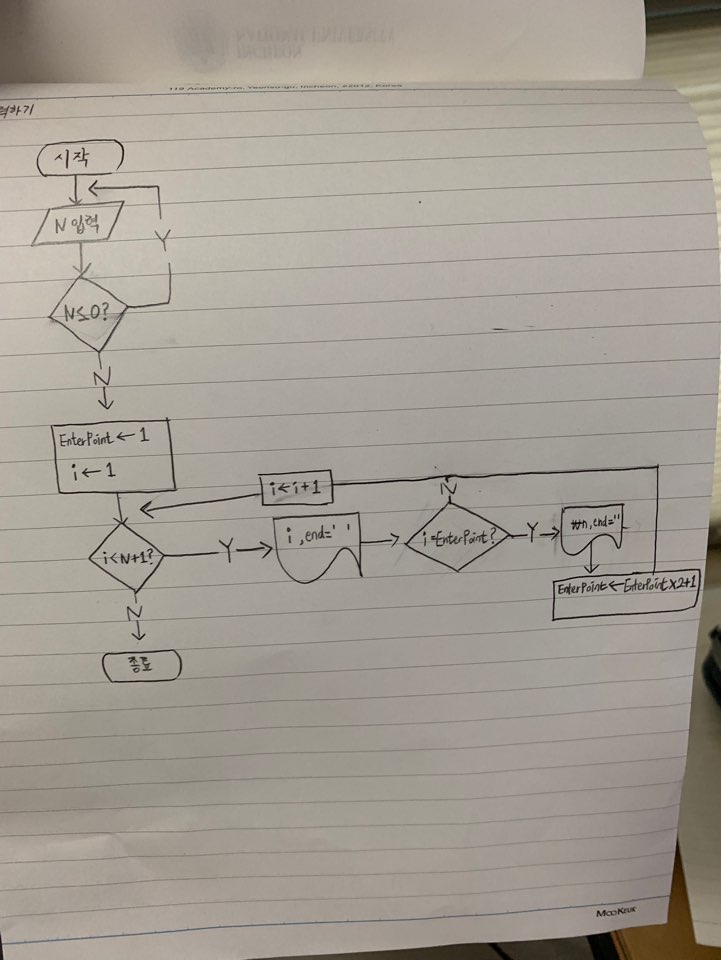 119 Academy-ro, Yeonsu-gu, Incheon, 22012, Korea
력하기
시작
N 입력
N≤0?
Y
N
EnterPoint ← 1
i ← 1
i ← i+1
i < N+1?
Y
i ,end=' '
i=EnterPoint?
N
Y
₩n,end=''
EnterPoint ← EnterPoint×2+1
N
종료
MOOKEUK